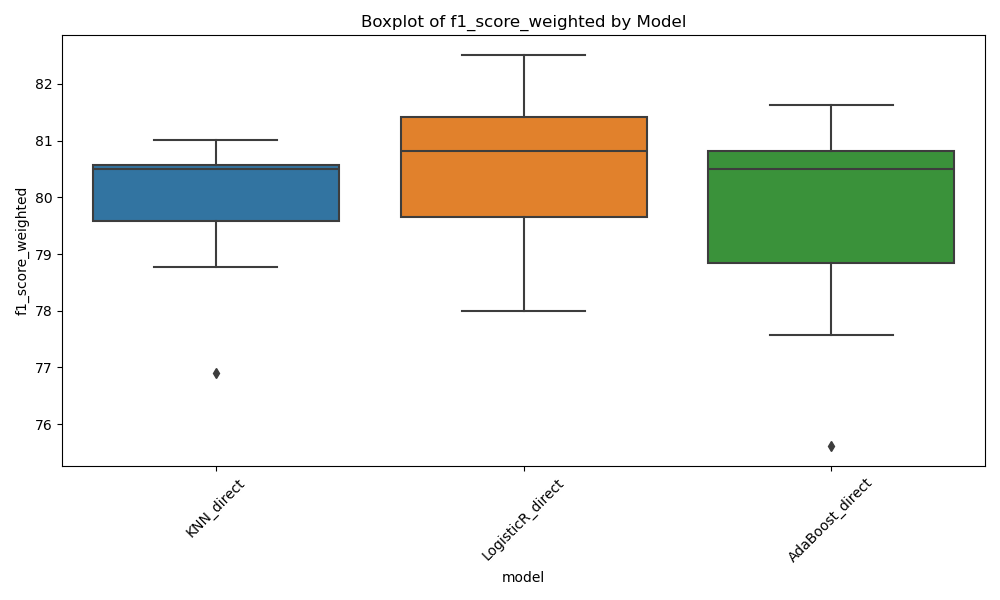 Boxplot of f1_score_weighted by Model
f1_score_weighted
82
81
80
79
78
77
76
KNN_direct
LogisticR_direct
AdaBoost_direct
model